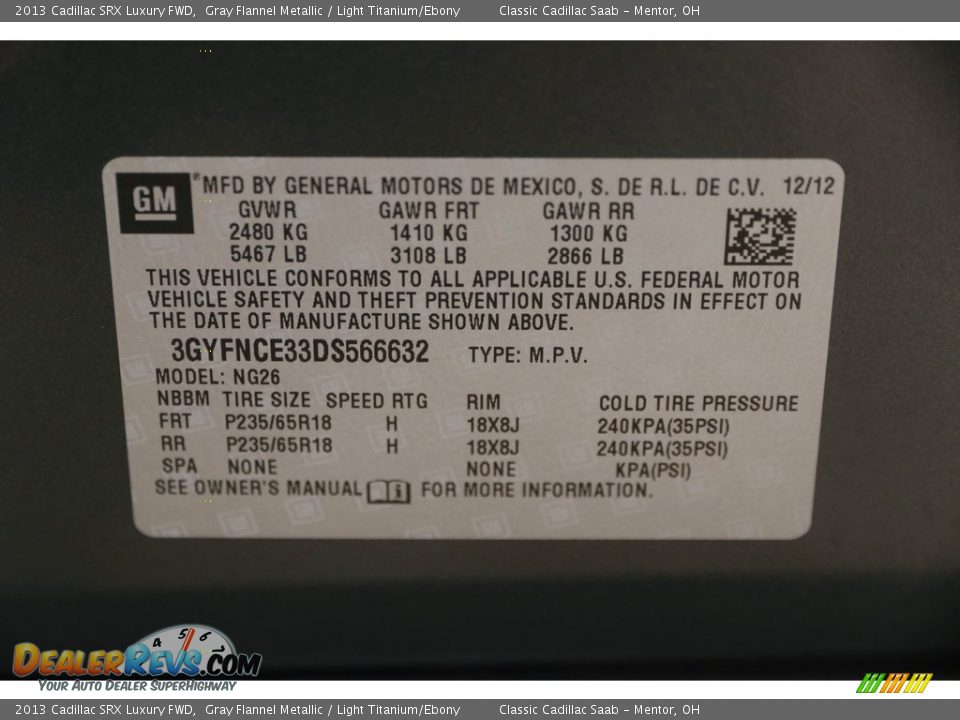 2013 Cadillac SRX Luxury FWD, Gray Flannel Metallic / Light Titanium/Ebony Classic Cadillac Saab - Mentor, OH
GM MFD BY GENERAL MOTORS DE MEXICO, S. DE R.L. DE C.V. 12/12
GVWR GAWR FRT GAWR RR
2480 KG 1410 KG 1300 KG
5467 LB 3108 LB 2866 LB
THIS VEHICLE CONFORMS TO ALL APPLICABLE U.S. FEDERAL MOTOR
VEHICLE SAFETY AND THEFT PREVENTION STANDARDS IN EFFECT ON
THE DATE OF MANUFACTURE SHOWN ABOVE.
3GYFNCE33DS566632 TYPE: M.P.V.
MODEL: NG26
NBBM TIRE SIZE SPEED RTG RIM COLD TIRE PRESSURE
FRT P235/65R18 H 18X8J 240KPA(35PSI)
RR P235/65R18 H 18X8J 240KPA(35PSI)
SPA NONE NONE KPA(PSI)
SEE OWNER'S MANUAL i FOR MORE INFORMATION.
4 5 6
DEALERREVS.COM
YOUR AUTO DEALER SUPERHIGHWAY
2013 Cadillac SRX Luxury FWD, Gray Flannel Metallic / Light Titanium/Ebony Classic Cadillac Saab - Mentor, OH